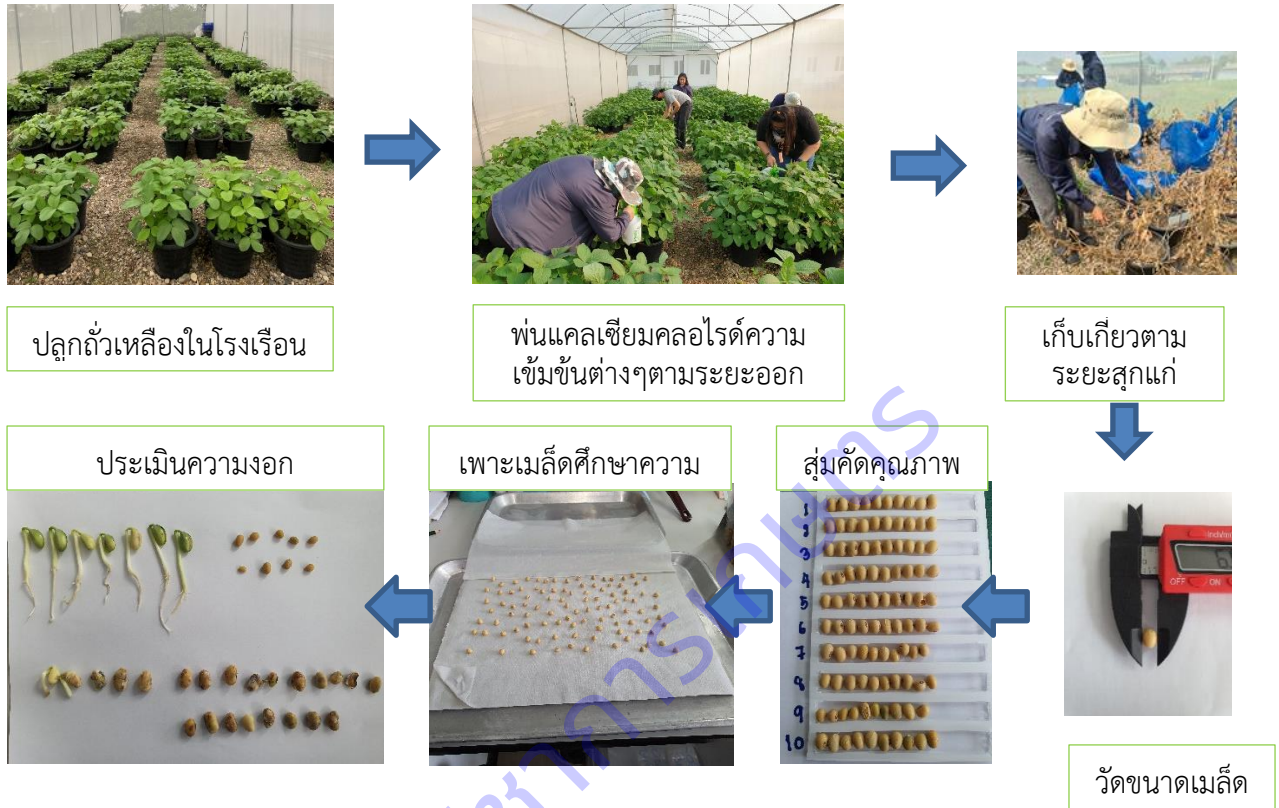 ปลูกถั่วเหลืองในโรงเรือน
พ่นแคลเซียมคลอไรด์ความ
เข้มข้นต่างๆตามระยะออก
เก็บเกี่ยวตาม
ระยะสุกแก่
ประเมินความงอก
เพาะเมล็ดศึกษาความ
สุ่มคัดคุณภาพ
1
2
3
4
5
6
7
8
9
10
inch/mm
OFF ON
วัดขนาดเมล็ด